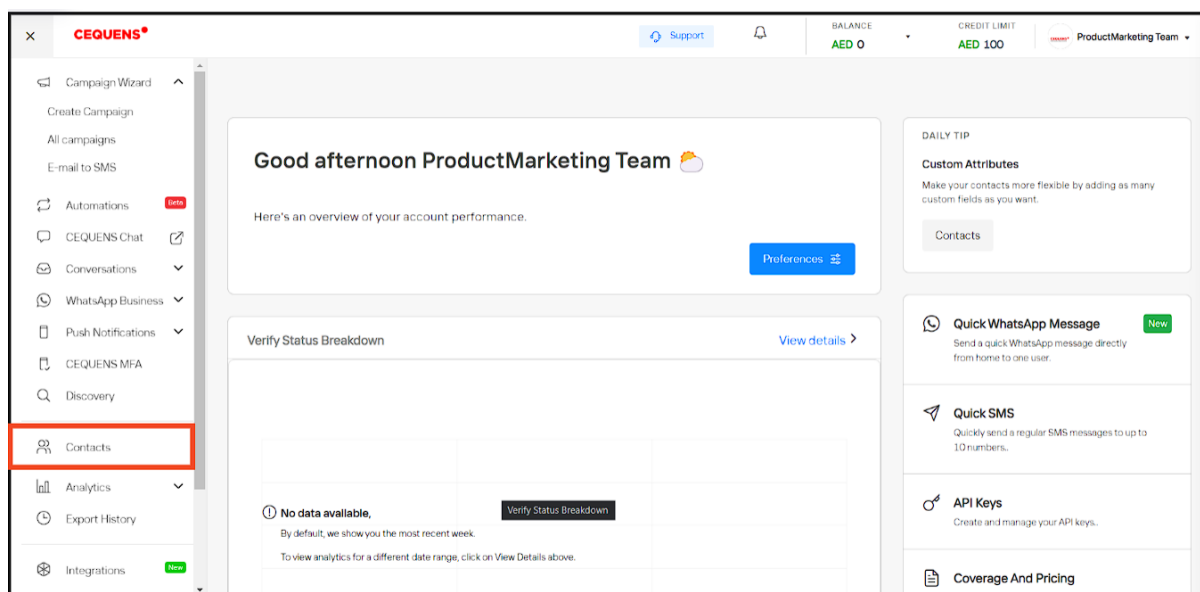 CEQUENS
Support
BALANCE
AED 0
CREDIT LIMIT
AED 100
ProductMarketing Team
Campaign Wizard
Create Campaign
All campaigns
E-mail to SMS
Automations
Beta
CEQUENS Chat
Conversations
WhatsApp Business
Push Notifications
CEQUENS MFA
Discovery
Contacts
Analytics
Export History
Integrations
New
Good afternoon ProductMarketing Team
Here's an overview of your account performance.
Preferences
Verify Status Breakdown
View details
No data available,
By default, we show you the most recent week.
To view analytics for a different date range, click on View Details above.
Verify Status Breakdown
DAILY TIP
Custom Attributes
Make your contacts more flexible by adding as many
custom fields as you want.
Contacts
Quick WhatsApp Message
New
Send a quick WhatsApp message directly
from home to one user.
Quick SMS
Quickly send a regular SMS messages to up to
10 numbers..
API Keys
Create and manage your API keys..
Coverage And Pricing